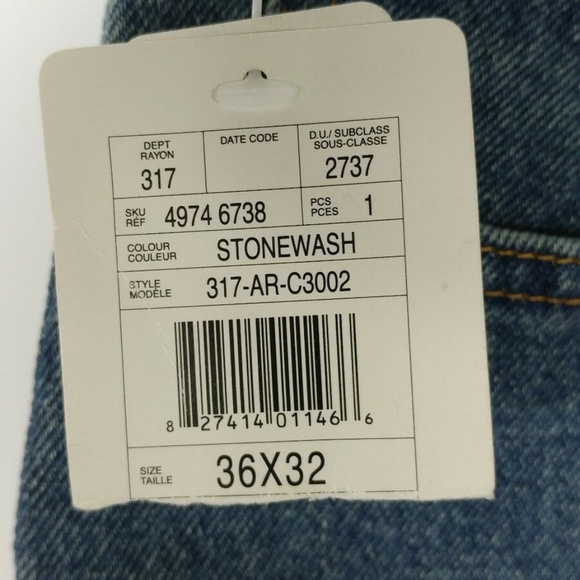 DEPT
RAYON
317
DATE CODE
D.U./ SUBCLASS
SOUS-CLASSE
2737
SKU
RÉF
4974 6738
PCS
PCES
1
COLOUR
COULEUR
STONEWASH
STYLE
MODÈLE
317-AR-C3002
8 27414 01146 6
SIZE
TAILLE
36X32